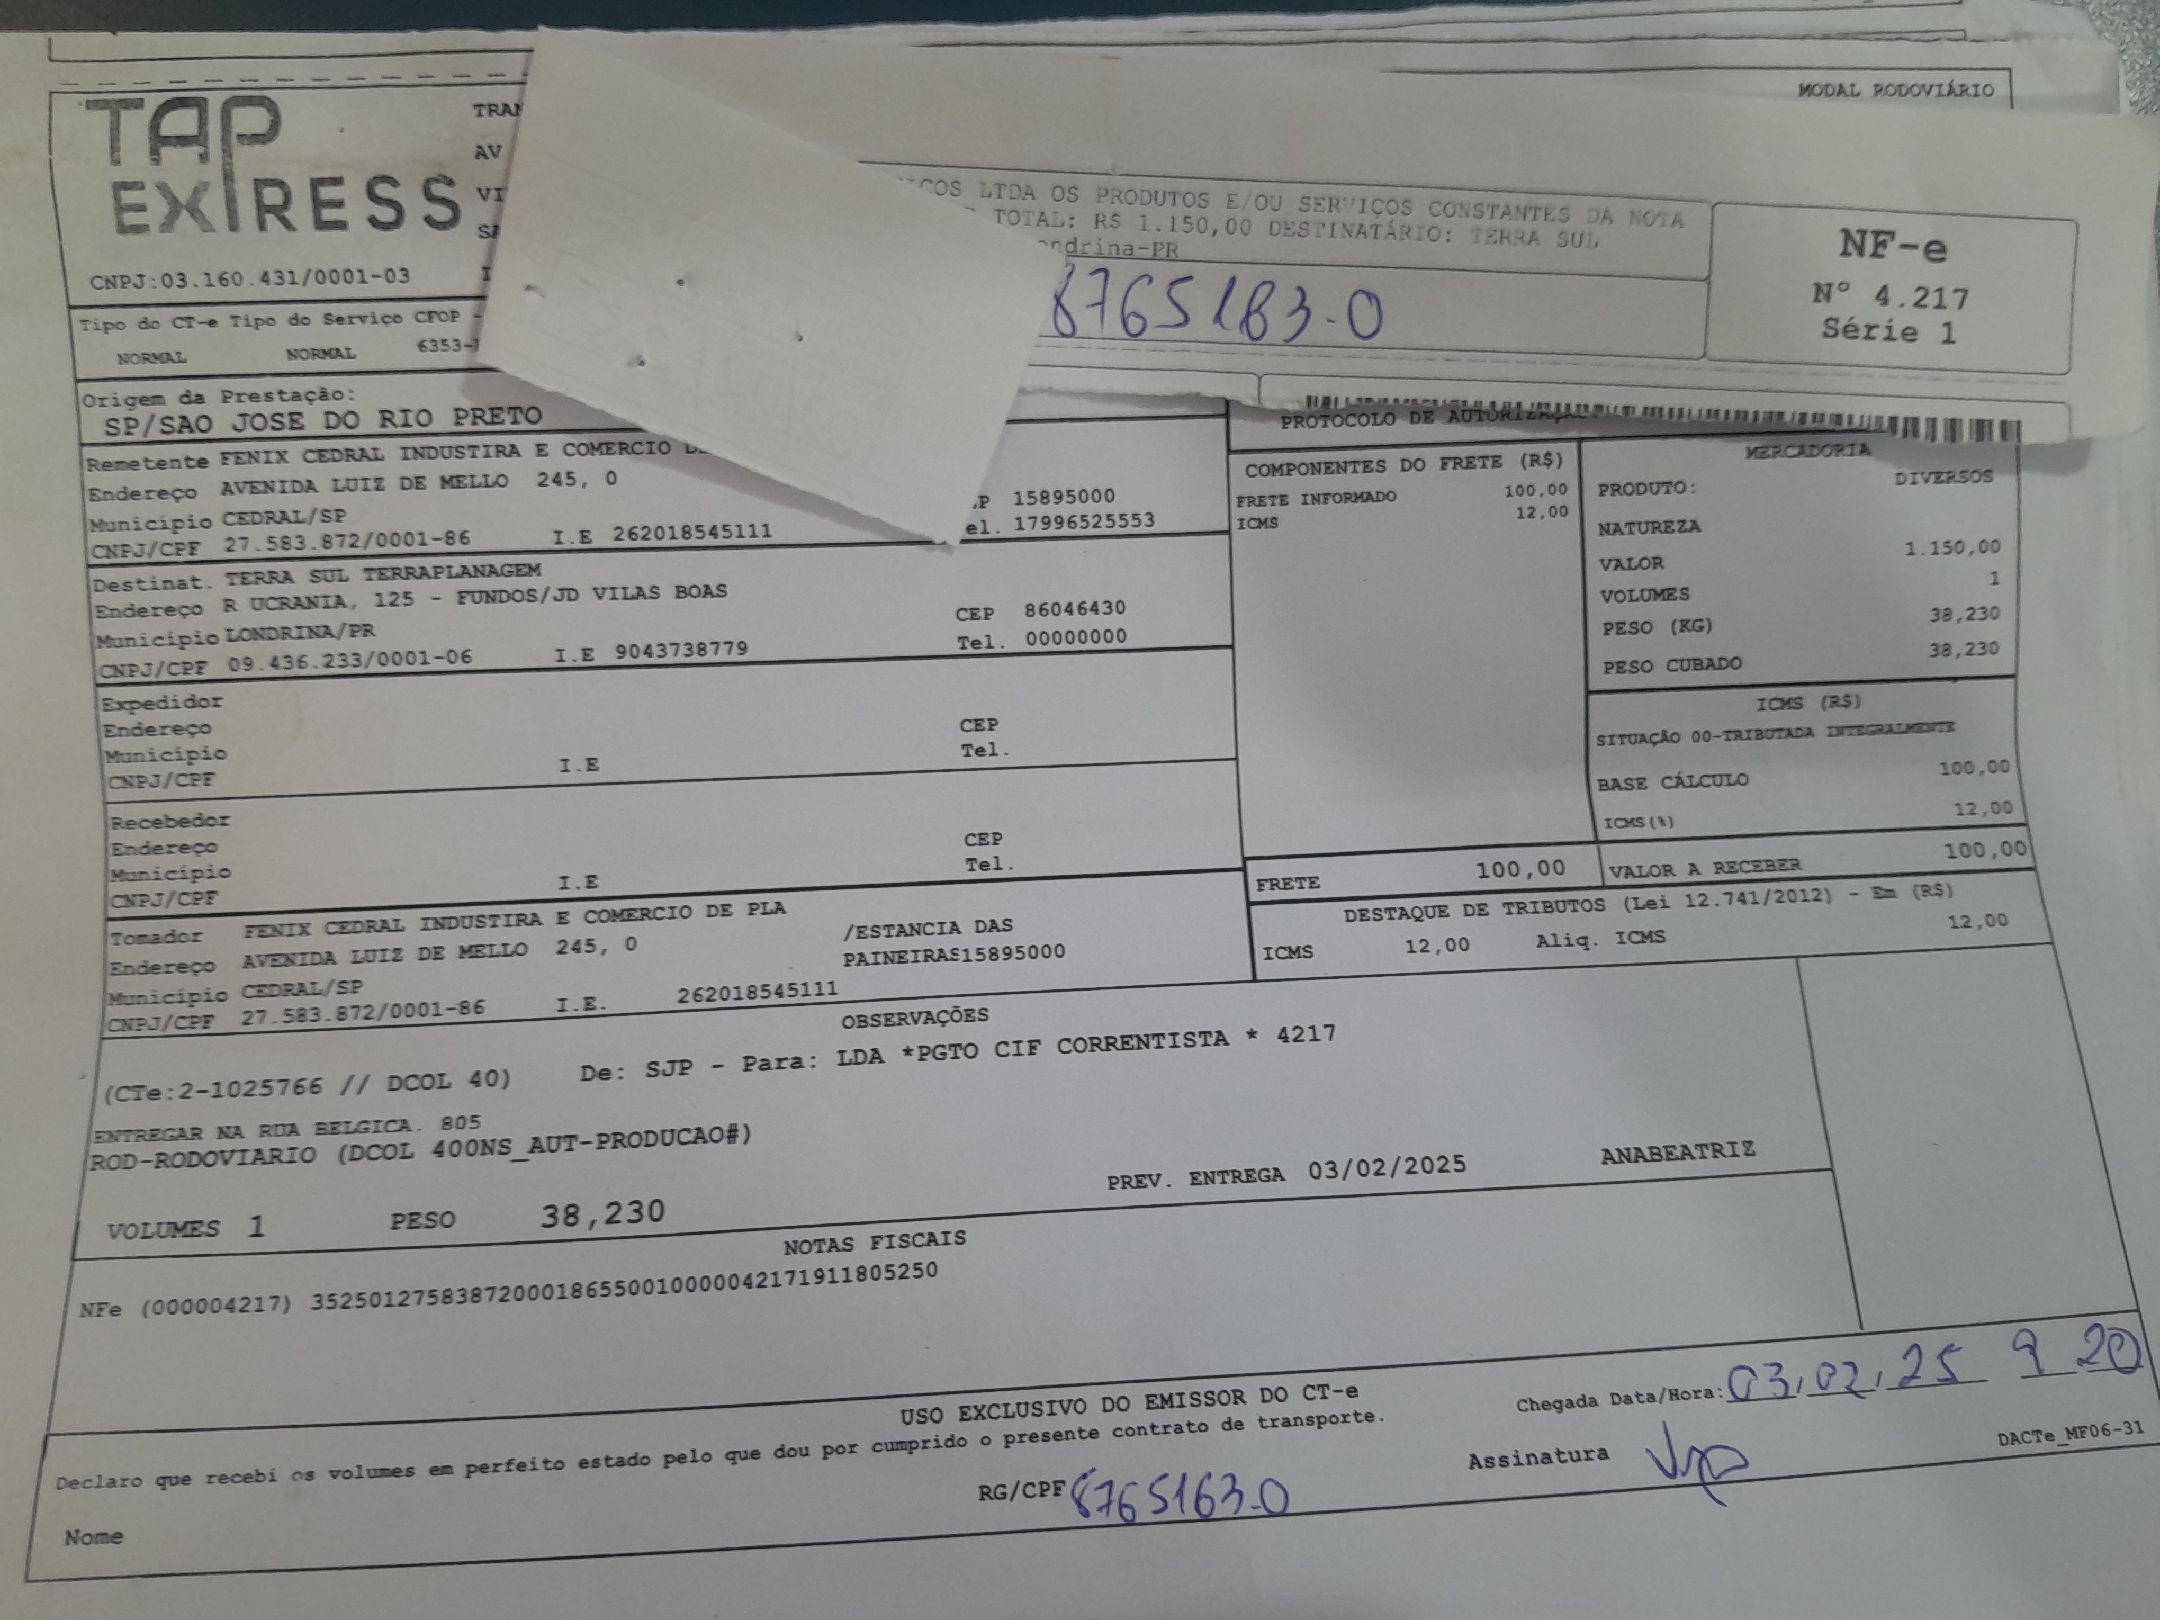 TAP
EXPRESS
MODAL RODOVIÁRIO
CNPJ:03.160.431/0001-03
LTDA OS PRODUTOS E/OU SERVIÇOS CONSTANTES DA NOTA
TOTAL: R$ 1.150,00 DESTINATÁRIO: TERRA SUL
8765183-0
NF-e
Nº 4.217
Série 1
Tipo do CT-e Tipo do Serviço CFOP -
NORMAL NORMAL 6353-
Origem da Prestação:
SP/SAO JOSE DO RIO PRETO
Remetente FENIX CEDRAL INDUSTIRA E COMERCIO
Endereço AVENIDA LUIZ DE MELLO 245, 0
15895000
Município CEDRAL/SP
17996525553
CNPJ/CPF 27.583.872/0001-86 I.E 262018545111
Destinat. TERRA SUL TERRAPLANAGEM
Endereço R UCRANIA, 125 - FUNDOS/JD VILAS BOAS CEP 86046430
Município LONDRINA/PR Tel. 00000000
CNPJ/CPF 09.436.233/0001-06 I.E 9043738779
Expedidor
Endereço CEP
Município Tel.
CNPJ/CPF I.E
Recebedor
Endereço CEP
Município Tel.
CNPJ/CPF I.E
Tomador FENIX CEDRAL INDUSTIRA E COMERCIO DE PLA
Endereço AVENIDA LUIZ DE MELLO 245, 0 /ESTANCIA DAS
PAINEIRAS15895000
Município CEDRAL/SP
CNPJ/CPF 27.583.872/0001-86 I.E. 262018545111
PROTOCOLO DE
COMPONENTES DO FRETE (R$)
FRETE INFORMADO 100,00
ICMS 12,00
MERCADORIA
PRODUTO: DIVERSOS
NATUREZA
VALOR 1.150,00
VOLUMES 1
PESO (KG) 38,230
PESO CUBADO 38,230
ICMS (R$)
SITUAÇÃO 00-TRIBUTADA INTEGRALMENTE
BASE CÁLCULO 100,00
ICMS(%) 12,00
FRETE 100,00 VALOR A RECEBER 100,00
DESTAQUE DE TRIBUTOS (Lei 12.741/2012) - Em (R$)
ICMS 12,00 Aliq. ICMS 12,00
OBSERVAÇÕES
(CTe:2-1025766 // DCOL 40) De: SJP - Para: LDA *PGTO CIF CORRENTISTA * 4217
ENTREGAR NA RUA BELGICA. 805
ROD-RODOVIARIO (DCOL 400NS_AUT-PRODUCAO#)
PREV. ENTREGA 03/02/2025 ANABEATRIZ
VOLUMES 1 PESO 38,230
NOTAS FISCAIS
NFe (000004217) 35250127583872000186550010000042171911805250
USO EXCLUSIVO DO EMISSOR DO CT-e
Declaro que recebi os volumes em perfeito estado pelo que dou por cumprido o presente contrato de transporte.
Chegada Data/Hora: 03,02,25 9 20
Nome
RG/CPF 8765163-0
Assinatura
DACTe_MF06-31